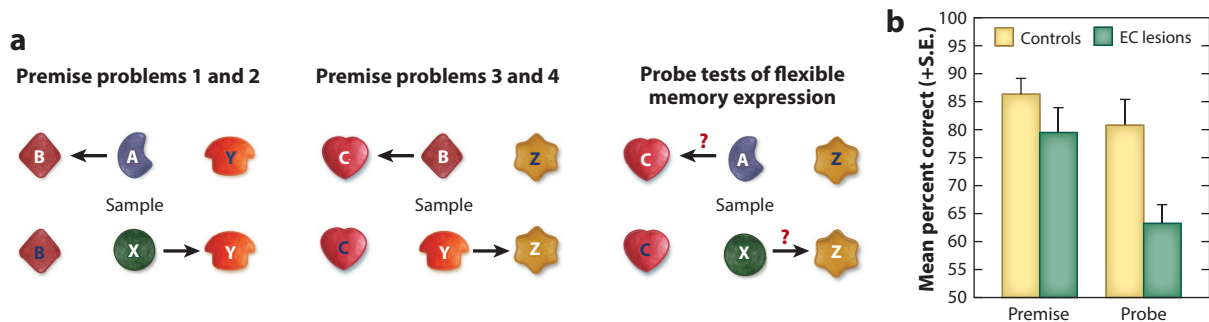 a
Premise problems 1 and 2
B A Y
Sample
B X Y
Premise problems 3 and 4
C B Z
Sample
C Y Z
Probe tests of flexible
memory expression
?
C A Z
Sample
?
C X Z
b
Mean percent correct (+S.E.)
100
95
90
85
80
75
70
65
60
55
50
Controls EC lesions
Premise Probe